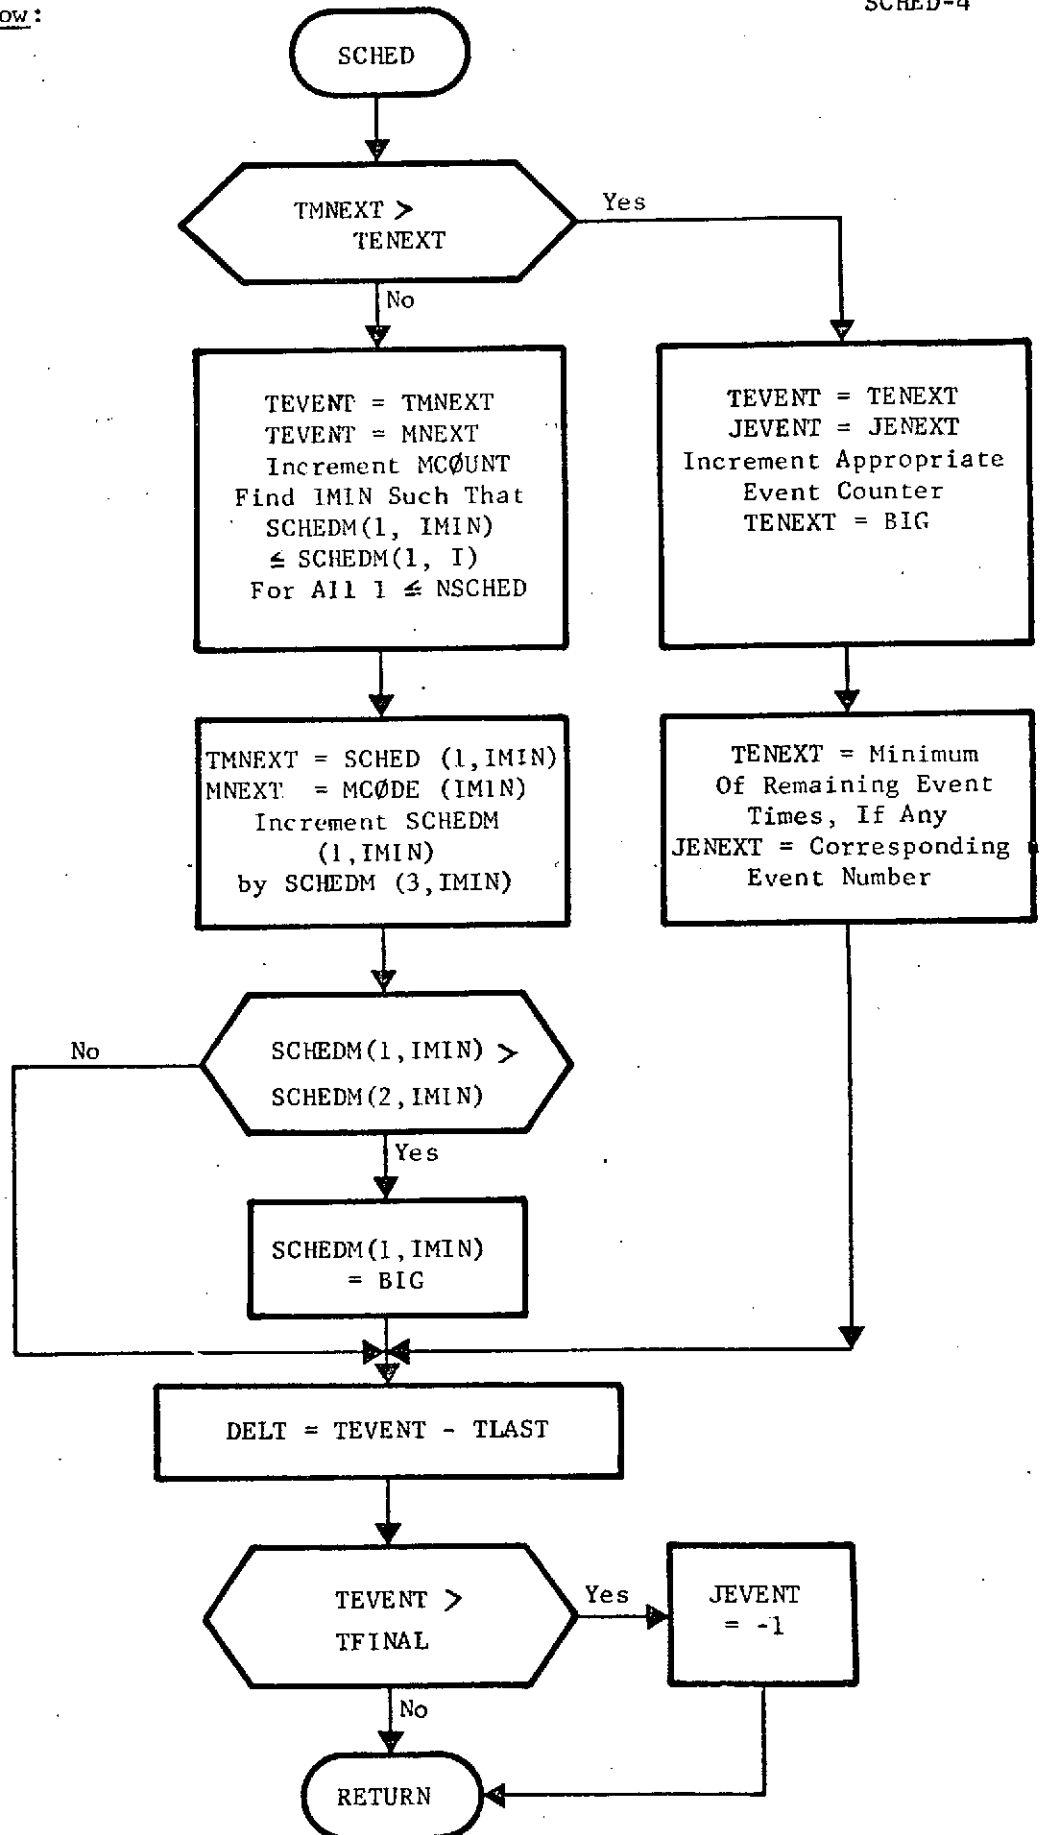 ow:
SCHED-4
SCHED
TMNEXT >
TENEXT
Yes
No
TEVENT = TMNEXT
TEVENT = MNEXT
Increment MCØUNT
Find IMIN Such That
SCHEDM(1, IMIN)
≤ SCHEDM(1, I)
For All 1 ≤ NSCHED
TEVENT = TENEXT
JEVENT = JENEXT
Increment Appropriate
Event Counter
TENEXT = BIG
TMNEXT = SCHED (1,IMIN)
MNEXT = MCØDE (IMIN)
Increment SCHEDM
(1,IMIN)
by SCHEDM (3,IMIN)
TENEXT = Minimum
Of Remaining Event
Times, If Any
JENEXT = Corresponding
Event Number
No
SCHEDM(1,IMIN) >
SCHEDM(2,IMIN)
Yes
SCHEDM(1,IMIN)
= BIG
DELT = TEVENT - TLAST
TEVENT >
TFINAL
Yes
JEVENT
= -1
No
RETURN